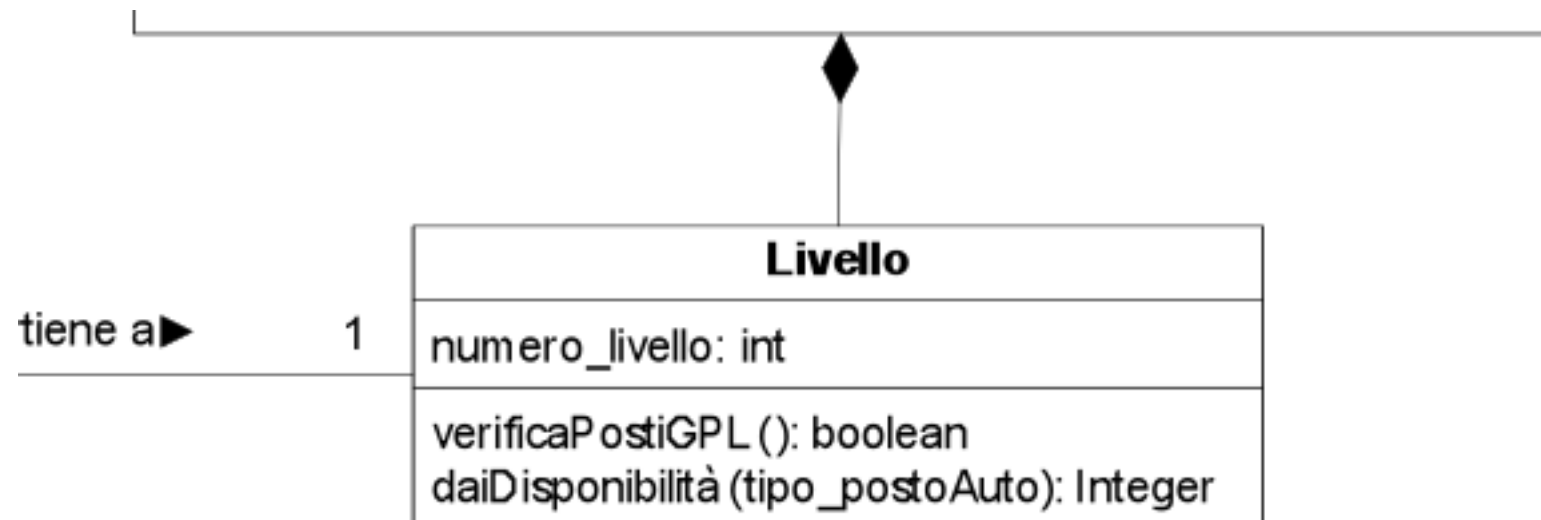 Livello
tiene a▶ 1
numero_livello: int
verificaPostiGPL(): boolean
daiDisponibilità(tipo_postoAuto): Integer